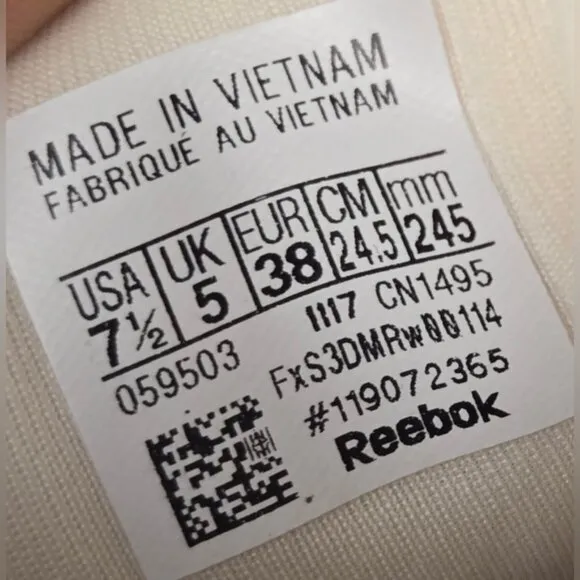 MADE IN VIETNAM
FABRIQUÉ AU VIETNAM
USA UK EUR CM mm
7½ 5 38 24.5 245
1117 CN1495
059503 FxS3DMRw00114
#119072365
Reebok